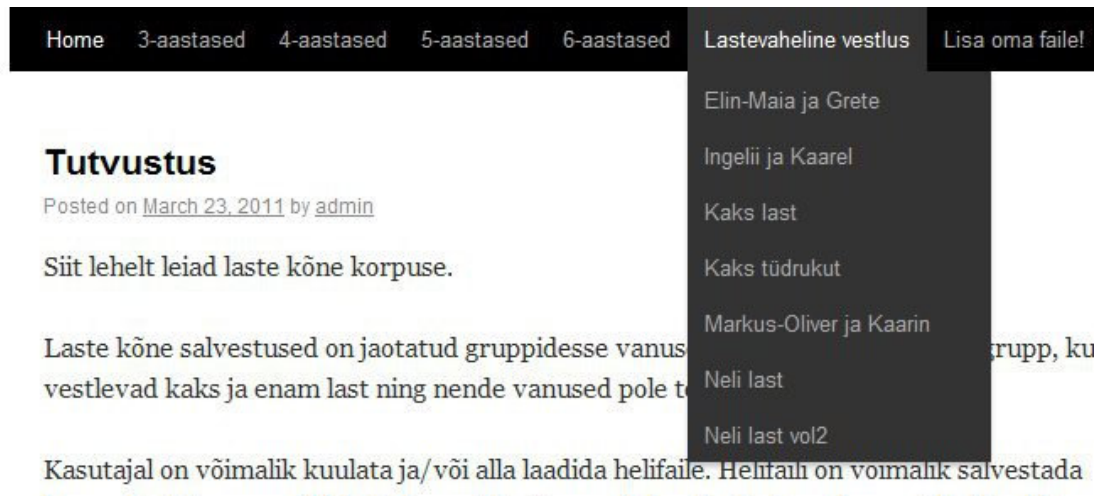 Home 3-aastased 4-aastased 5-aastased 6-aastased Lastevaheline vestlus Lisa oma faile!
Elin-Maia ja Grete
Ingelii ja Kaarel
Kaks last
Kaks tüdrukut
Markus-Oliver ja Kaarin
Neli last
Neli last vol2
Tutvustus
Posted on March 23, 2011 by admin
Siit lehelt leiad laste kõne korpuse.
Laste kõne salvestused on jaotatud gruppidesse
vestlevad kaks ja enam last ning nende vanused pole
Kasutajal on võimalik kuulata ja/või alla laadida helifaile. Helifaili on võimalik salvestada